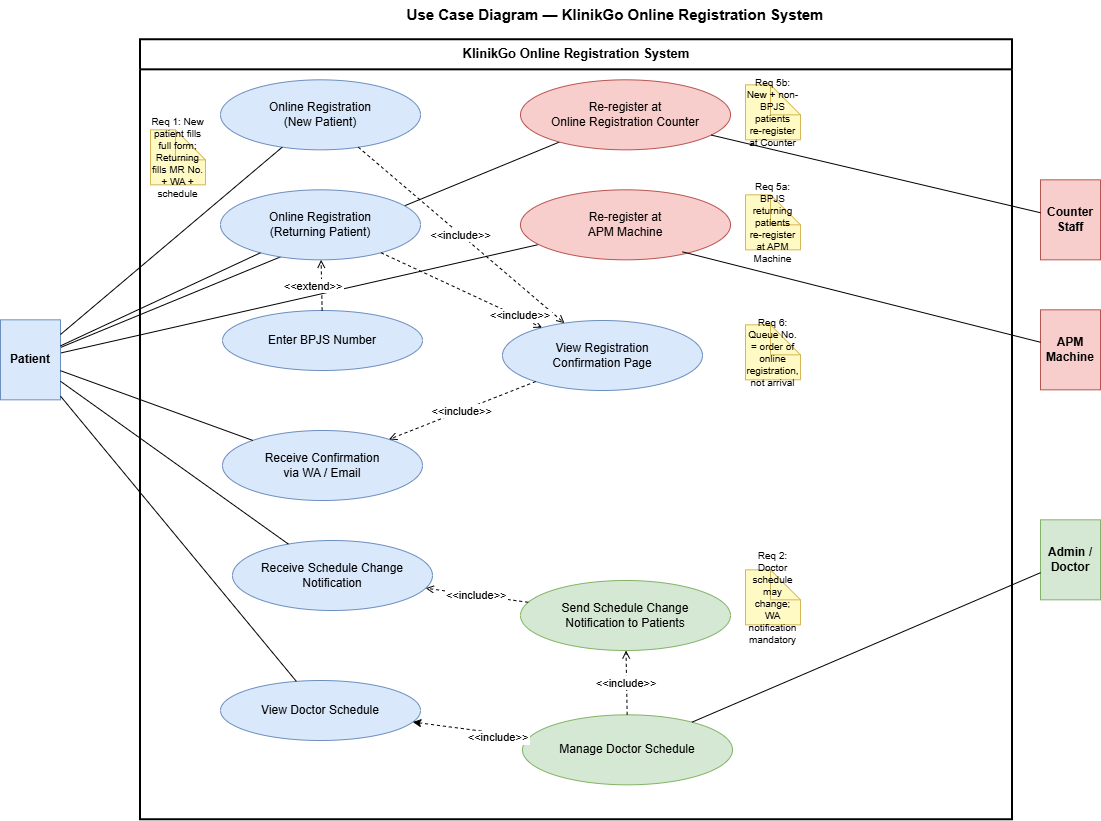 Use Case Diagram — KlinikGo Online Registration System
KlinikGo Online Registration System
Online Registration
(New Patient)
Re-register at
Online Registration Counter
Req 5b:
New + non-
BPJS
patients
re-register
at Counter
Req 1: New
patient fills
full form;
Returning
fills MR No.
+ WA +
schedule
Online Registration
(Returning Patient)
Re-register at
APM Machine
Req 5a:
BPJS
returning
patients
re-register
at APM
Machine
Counter
Staff
<<include>>
<<extend>>
<<include>>
Enter BPJS Number
View Registration
Confirmation Page
Req 6:
Queue No.
= order of
online
registration,
not arrival
APM
Machine
Patient
<<include>>
Receive Confirmation
via WA / Email
Receive Schedule Change
Notification
<<include>>
Send Schedule Change
Notification to Patients
Req 2:
Doctor
schedule
may
change;
WA
notification
mandatory
Admin /
Doctor
<<include>>
View Doctor Schedule
<<include>>
Manage Doctor Schedule